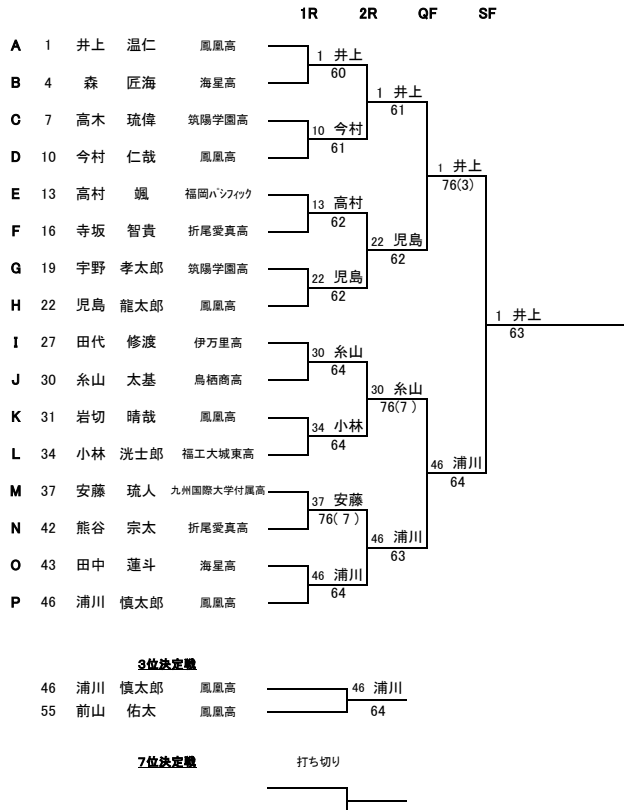 1R 2R QF SF
A 1 井上 温仁 鳳凰高
1 井上
60
B 4 森 匠海 海星高
1 井上
61
C 7 高木 琉偉 筑陽学園高
10 今村
61
D 10 今村 仁哉 鳳凰高
1 井上
76(3)
E 13 高村 颯 福岡パシフィック
13 高村
62
F 16 寺坂 智貴 折尾愛真高
22 児島
62
G 19 宇野 孝太郎 筑陽学園高
22 児島
62
H 22 児島 龍太郎 鳳凰高
1 井上
63
I 27 田代 修渡 伊万里高
30 糸山
64
J 30 糸山 太基 鳥栖商高
30 糸山
76(7 )
K 31 岩切 晴哉 鳳凰高
34 小林
64
L 34 小林 洸士郎 福工大城東高
46 浦川
64
M 37 安藤 琉人 九州国際大学付属高
37 安藤
76( 7 )
N 42 熊谷 宗太 折尾愛真高
46 浦川
63
O 43 田中 蓮斗 海星高
46 浦川
64
P 46 浦川 慎太郎 鳳凰高
3位決定戦
46 浦川 慎太郎 鳳凰高
46 浦川
55 前山 佑太 鳳凰高
64
7位決定戦 打ち切り